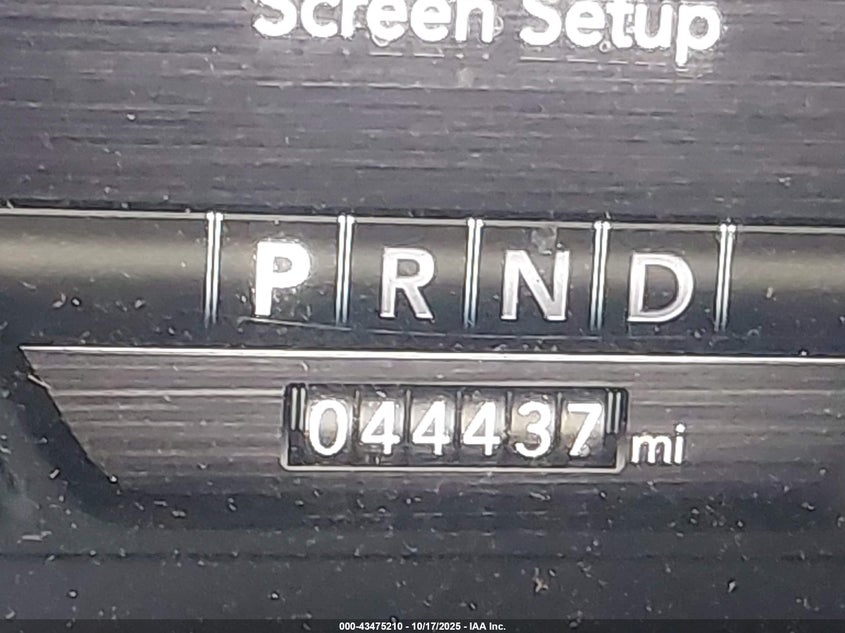 Screen Setup
P R N D
044437 mi
000-43475210 - 10/17/2025 - IAA Inc.